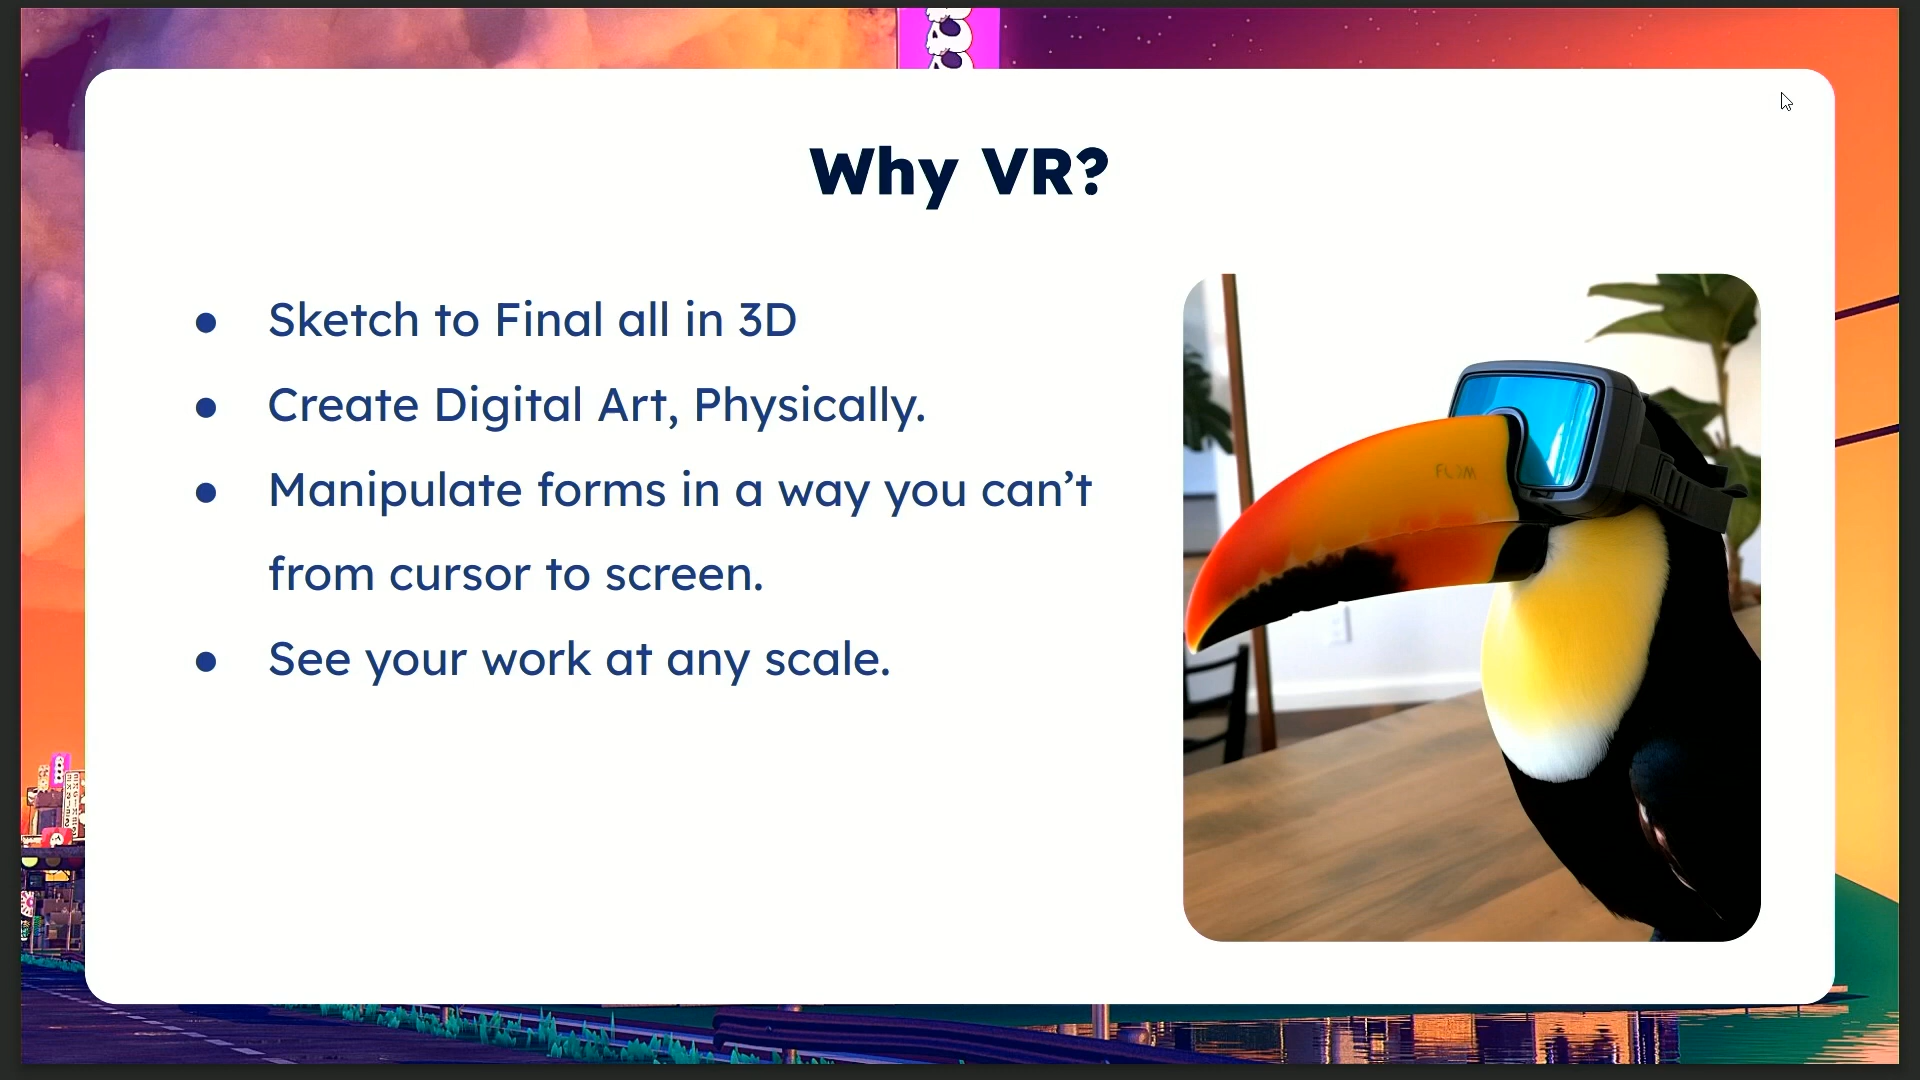 Why VR?
● Sketch to Final all in 3D
● Create Digital Art, Physically.
● Manipulate forms in a way you can’t
from cursor to screen.
● See your work at any scale.